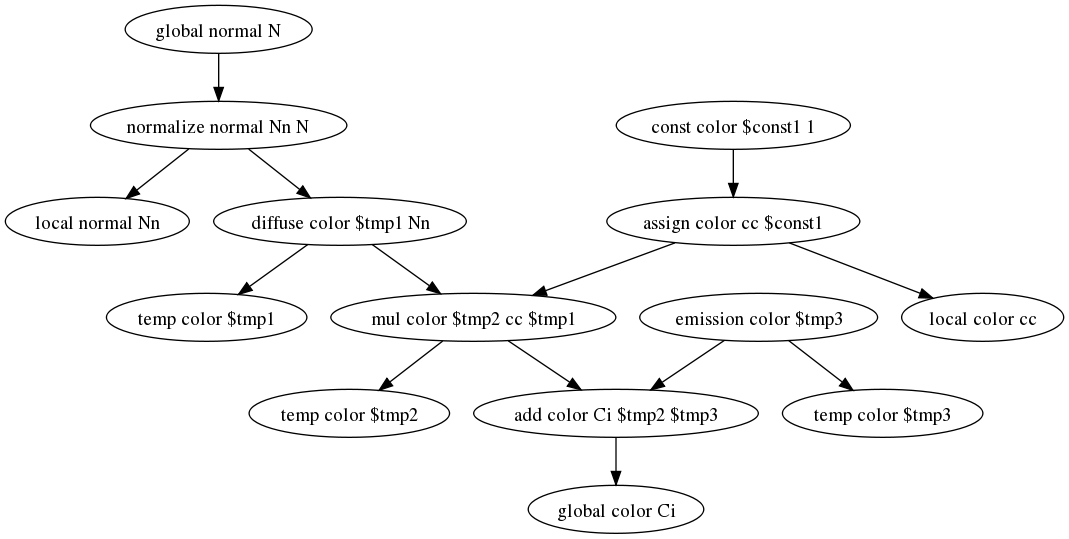 global normal N
normalize normal Nn N
const color $const1 1
local normal Nn
diffuse color $tmp1 Nn
assign color cc $const1
temp color $tmp1
mul color $tmp2 cc $tmp1
emission color $tmp3
local color cc
temp color $tmp2
add color Ci $tmp2 $tmp3
temp color $tmp3
global color Ci